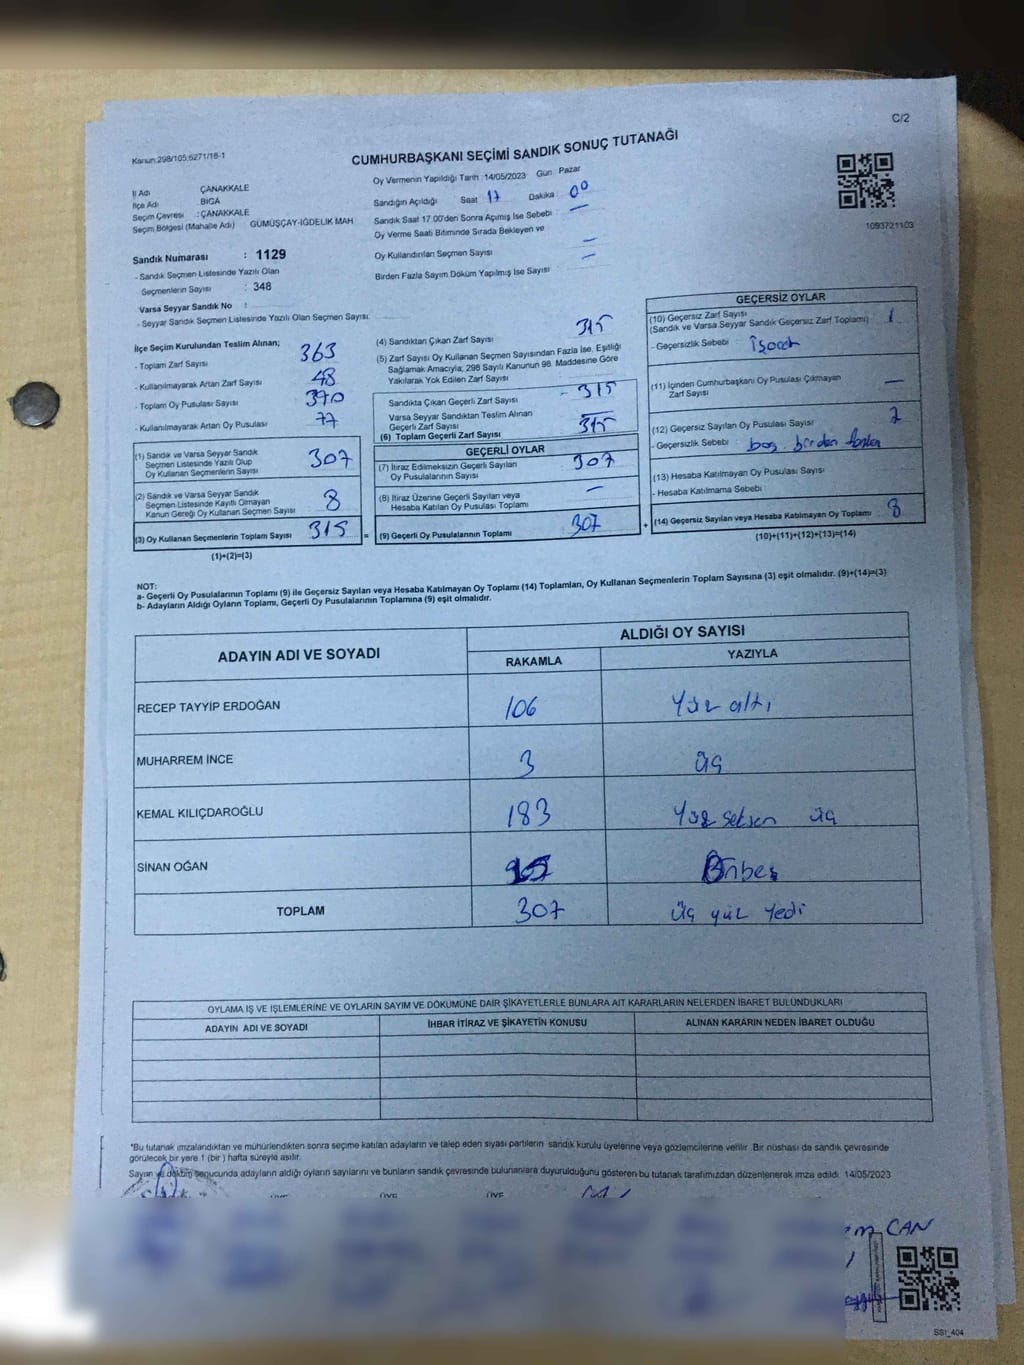 C/2
Kanun:298/105;6271/16-1
CUMHURBAŞKANI SEÇİMİ SANDIK SONUÇ TUTANAĞI
İl Adı ÇANAKKALE
İlçe Adı BİGA
Seçim Çevresi : ÇANAKKALE
Seçim Bölgesi (Mahalle Adı) GÜMÜŞÇAY-İĞDELİK MAH
Oy Vermenin Yapıldığı Tarih :14/05/2023 Gün : Pazar
Sandığın Açıldığı Saat 17 Dakika : 00
Sandık Saat 17.00'den Sonra Açımış İse Sebebi : —
Oy Verme Saati Bitiminde Sırada Bekleyen ve
Oy Kullandırılan Seçmen Sayısı —
Birden Fazla Sayım Döküm Yapılmış İse Sayısı —
1093721103
Sandık Numarası : 1129
- Sandık Seçmen Listesinde Yazılı Olan
Seçmenlerin Sayısı : 348
Varsa Seyyar Sandık No :
- Seyyar Sandık Seçmen Listesinde Yazılı Olan Seçmen Sayısı:
İlçe Seçim Kurulundan Teslim Alınan;
- Toplam Zarf Sayısı 363
- Kullanılmayarak Artan Zarf Sayısı 48
- Toplam Oy Pusulası Sayısı 390
- Kullanılmayarak Artan Oy Pusulası 77
(1) Sandık ve Varsa Seyyar Sandık
Seçmen Listesinde Yazılı Olup
Oy Kullanan Seçmenlerin Sayısı 307
(2) Sandık ve Varsa Seyyar Sandık
Seçmen Listesinde Kayıtlı Olmayan
Kanun Gereği Oy Kullanan Seçmen Sayısı 8
(3) Oy Kullanan Seçmenlerin Toplam Sayısı 315
(1)+(2)=(3)
(4) Sandıktan Çıkan Zarf Sayısı 315
(5) Zarf Sayısı Oy Kullanan Seçmen Sayısından Fazla İse, Eşitliği
Sağlamak Amacıyla; 298 Sayılı Kanunun 98. Maddesine Göre
Yakılarak Yok Edilen Zarf Sayısı —
Sandıkta Çıkan Geçerli Zarf Sayısı - 315
Varsa Seyyar Sandıktan Teslim Alınan
Geçerli Zarf Sayısı —
(6) Toplam Geçerli Zarf Sayısı 315
GEÇERLİ OYLAR
(7) İtiraz Edilmeksizin Geçerli Sayılan
Oy Pusulalarının Sayısı 307
(8) İtiraz Üzerine Geçerli Sayılan veya
Hesaba Katılan Oy Pusulası Toplamı —
= (9) Geçerli Oy Pusulalarının Toplamı 307 +
GEÇERSİZ OYLAR
(10) Geçersiz Zarf Sayısı 1
(Sandık ve Varsa Seyyar Sandık Geçersiz Zarf Toplamı)
- Geçersizlik Sebebi : işaret
(11) İçinden Cumhurbaşkanı Oy Pusulası Çıkmayan
Zarf Sayısı —
(12) Geçersiz Sayılan Oy Pusulası Sayısı 7
- Geçersizlik Sebebi boş. birden fazla
(13) Hesaba Katılmayan Oy Pusulası Sayısı
- Hesaba Katılmama Sebebi
(14) Geçersiz Sayılan veya Hesaba Katılmayan Oy Toplamı 8
(10)+(11)+(12)+(13)=(14)
NOT:
a- Geçerli Oy Pusulalarının Toplamı (9) ile Geçersiz Sayılan veya Hesaba Katılmayan Oy Toplamı (14) Toplamları, Oy Kullanan Seçmenlerin Toplam Sayısına (3) eşit olmalıdır. (9)+(14)=(3)
b- Adayların Aldığı Oyların Toplamı, Geçerli Oy Pusulalarının Toplamına (9) eşit olmalıdır.
ADAYIN ADI VE SOYADI ALDIĞI OY SAYISI
RAKAMLA YAZIYLA
RECEP TAYYİP ERDOĞAN 106 Yüz altı
MUHARREM İNCE 3 üç
KEMAL KILIÇDAROĞLU 183 Yüz seksen üç
SİNAN OĞAN 15 Onbeş
TOPLAM 307 üç yüz yedi
OYLAMA İŞ VE İŞLEMLERİNE VE OYLARIN SAYIM VE DÖKÜMÜNE DAİR ŞİKAYETLERLE BUNLARA AİT KARARLARIN NELERDEN İBARET BULUNDUKLARI
ADAYIN ADI VE SOYADI İHBAR İTİRAZ VE ŞİKAYETİN KONUSU ALINAN KARARIN NEDEN İBARET OLDUĞU
*Bu tutanak imzalandıktan ve mühürlendikten sonra seçime katılan adayların ve talep eden siyasi partilerin sandık kurulu üyelerine veya gözlemcilerine verilir. Bir nüshası da sandık çevresinde
görülecek bir yere 1 (bir ) hafta süreyle asılır.
Sayım ve döküm sonucunda adayların aldığı oyların sayılarını ve bunların sandık çevresinde bulunanlara duyurulduğunu gösteren bu tutanak tarafımızdan düzenlenerek imza edildi. 14/05/2023
ÜYE ÜYE ÜYE
CAN
SSI_404